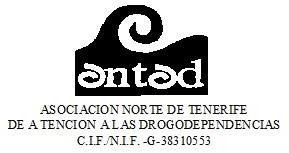 antad
ASOCIACION NORTE DE TENERIFE
DE ATENCION A LAS DROGODEPENDENCIAS
C.I.F./N.I.F. -G-38310553